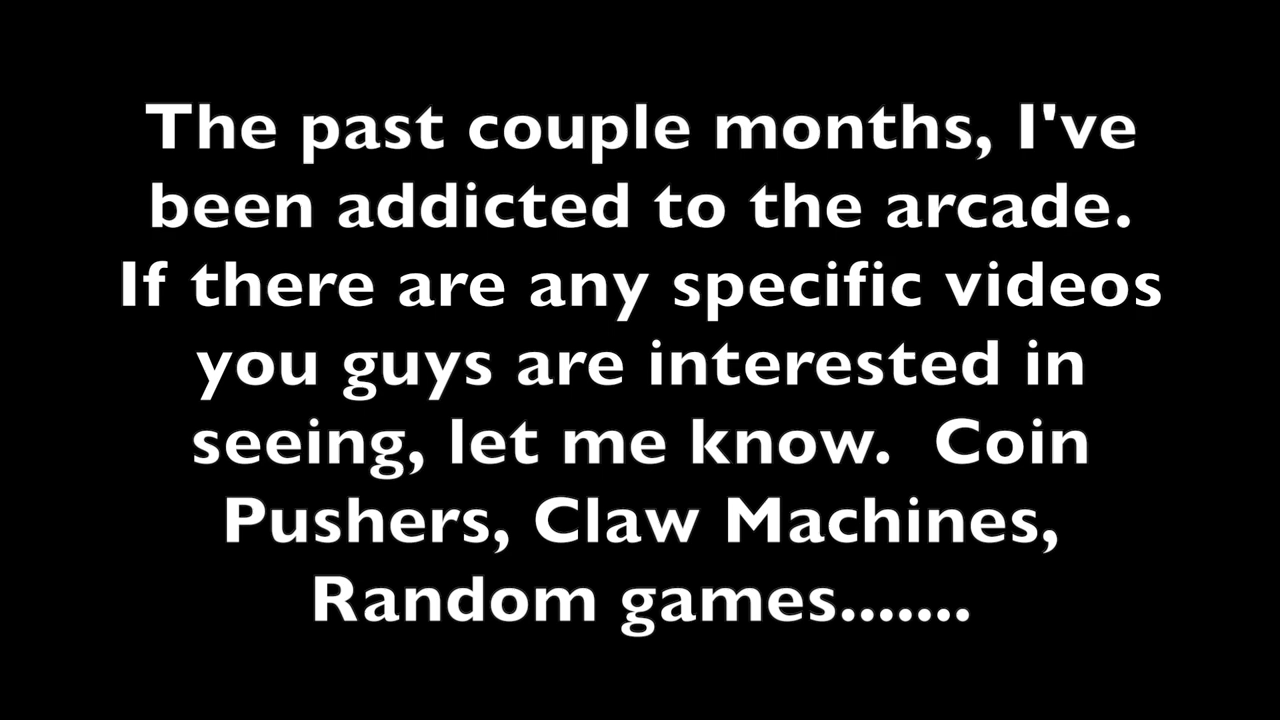 The past couple months, I've
been addicted to the arcade.
If there are any specific videos
you guys are interested in
seeing, let me know.  Coin
Pushers, Claw Machines,
Random games.......